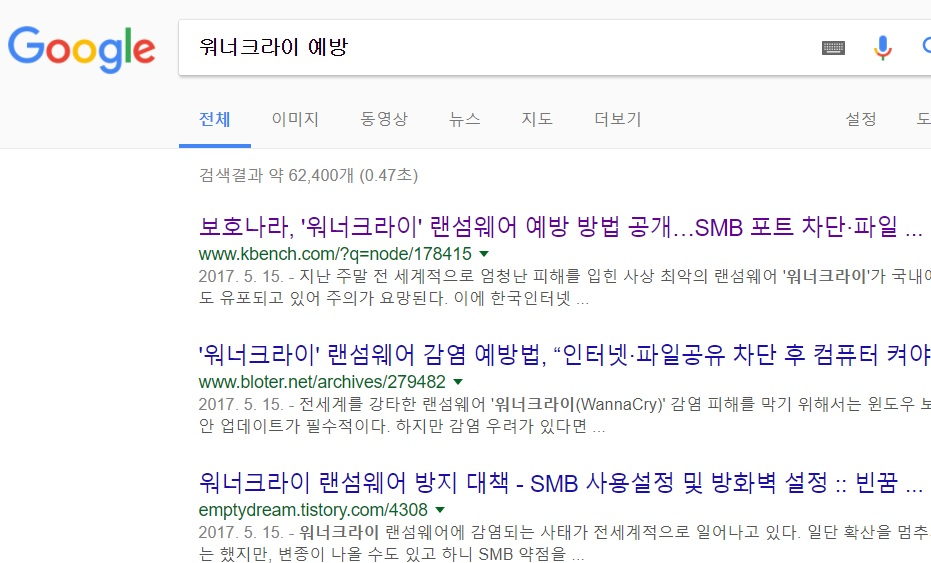 Google
워너크라이 예방
전체 이미지 동영상 뉴스 지도 더보기 설정
검색결과 약 62,400개 (0.47초)
보호나라, '워너크라이' 랜섬웨어 예방 방법 공개...SMB 포트 차단·파일 ...
www.kbench.com/?q=node/178415
2017. 5. 15. - 지난 주말 전 세계적으로 엄청난 피해를 입힌 사상 최악의 랜섬웨어 '워너크라이'가 국내에
도 유포되고 있어 주의가 요망된다. 이에 한국인터넷 ...
'워너크라이' 랜섬웨어 감염 예방법, “인터넷·파일공유 차단 후 컴퓨터 켜야
www.bloter.net/archives/279482
2017. 5. 15. - 전세계를 강타한 랜섬웨어 '워너크라이(WannaCry)' 감염 피해를 막기 위해서는 윈도우 보
안 업데이트가 필수적이다. 하지만 감염 우려가 있다면 ...
워너크라이 랜섬웨어 방지 대책 - SMB 사용설정 및 방화벽 설정 :: 빈꿈 ...
emptydream.tistory.com/4308
2017. 5. 15. - 워너크라이 랜섬웨어에 감염되는 사태가 전세계적으로 일어나고 있다. 일단 확산을 멈추
는 했지만, 변종이 나올 수도 있고 하니 SMB 약점을 ...